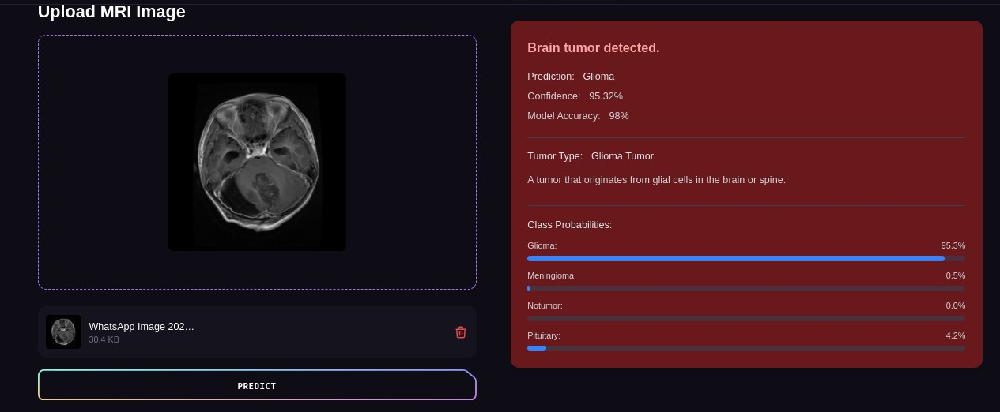 Upload MRI Image
WhatsApp Image 202...
30.4 KB
PREDICT
Brain tumor detected.
Prediction: Glioma
Confidence: 95.32%
Model Accuracy: 98%
Tumor Type: Glioma Tumor
A tumor that originates from glial cells in the brain or spine.
Class Probabilities:
Glioma: 95.3%
Meningioma: 0.5%
Notumor: 0.0%
Pituitary: 4.2%